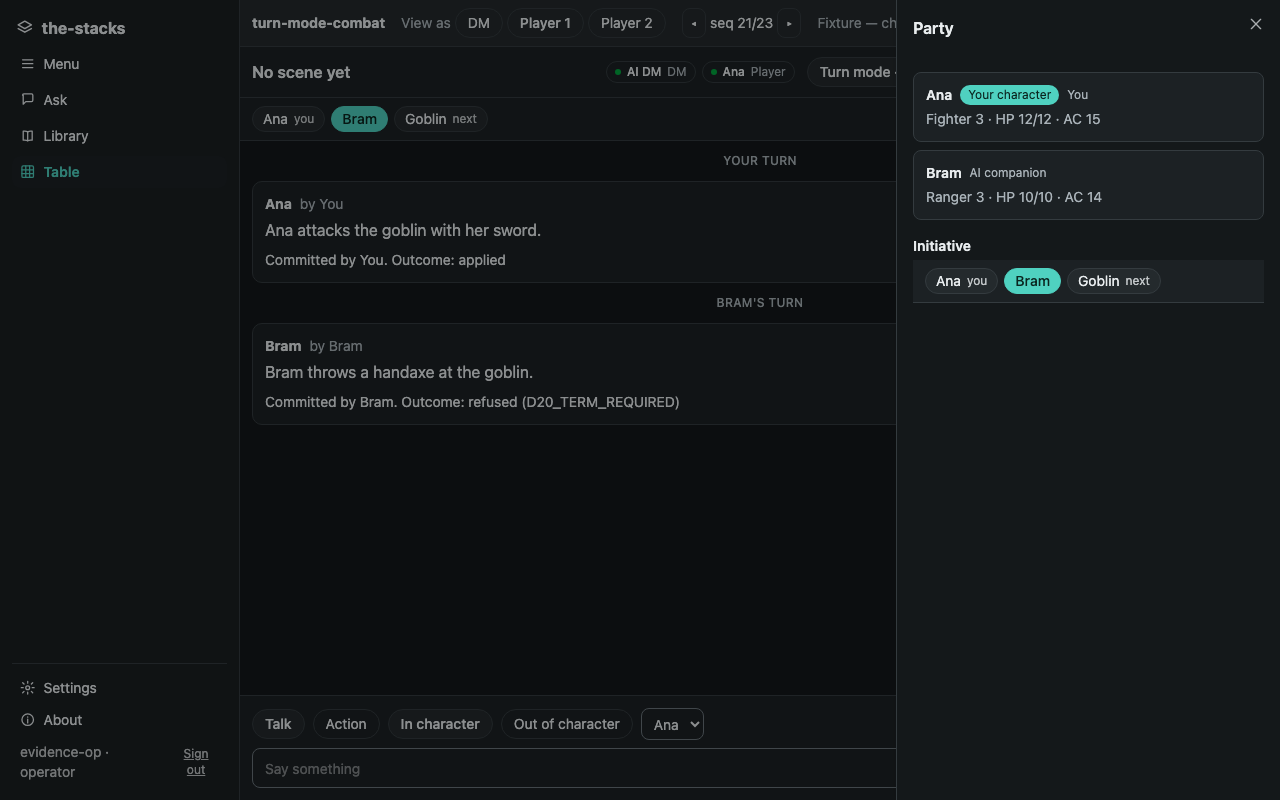 the-stacks
Menu
Ask
Library
Table
Settings
About
evidence-op ·
operator
Sign
out
turn-mode-combat View as DM Player 1 Player 2 ◂ seq 21/23 ▸ Fixture — ch
No scene yet AI DM DM Ana Player Turn mode ·
Ana you Bram Goblin next
YOUR TURN
Ana by You
Ana attacks the goblin with her sword.
Committed by You. Outcome: applied
BRAM'S TURN
Bram by Bram
Bram throws a handaxe at the goblin.
Committed by Bram. Outcome: refused (D20_TERM_REQUIRED)
Talk Action In character Out of character Ana
Say something
Party
Ana Your character You
Fighter 3 · HP 12/12 · AC 15
Bram AI companion
Ranger 3 · HP 10/10 · AC 14
Initiative
Ana you Bram Goblin next